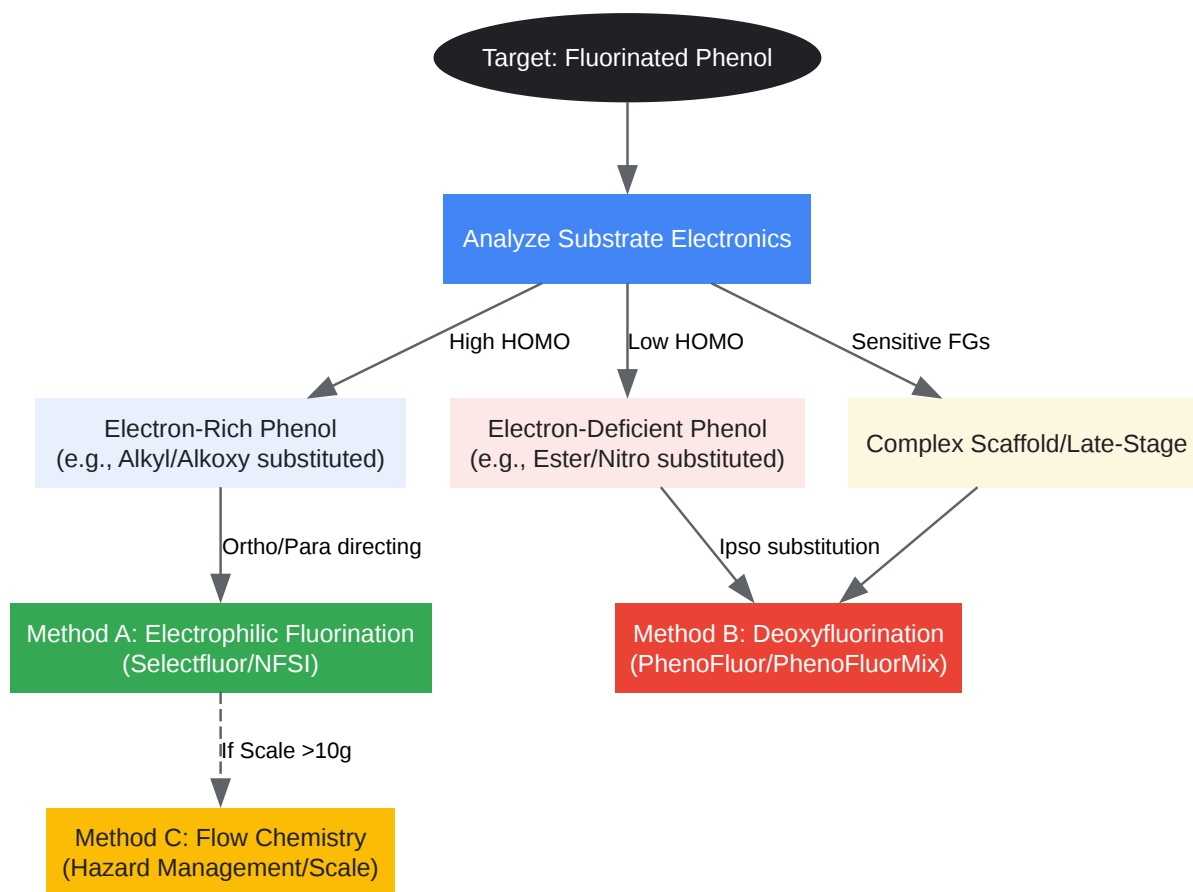 Target: Fluorinated Phenol
Analyze Substrate Electronics
High HOMO
Low HOMO
Sensitive FGs
Electron-Rich Phenol
(e.g., Alkyl/Alkoxy substituted)
Electron-Deficient Phenol
(e.g., Ester/Nitro substituted)
Complex Scaffold/Late-Stage
Ortho/Para directing
Ipso substitution
Method A: Electrophilic Fluorination
(Selectfluor/NFSI)
Method B: Deoxyfluorination
(PhenoFluor/PhenoFluorMix)
If Scale >10g
Method C: Flow Chemistry
(Hazard Management/Scale)